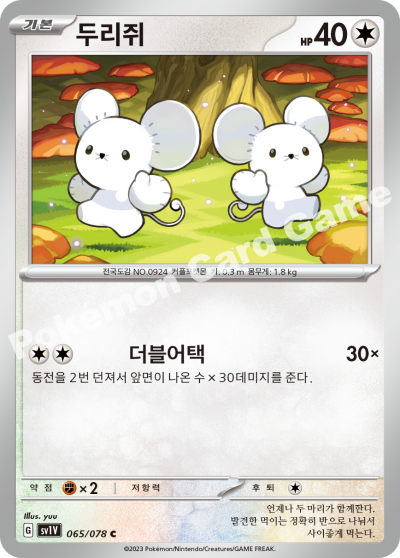 기본 두리쥐 HP 40
전국도감 NO.0924 커플포켓몬 키: 0.3 m 몸무게: 1.8 kg
더블어택 30×
동전을 2번 던져서 앞면이 나온 수 × 30데미지를 준다.
약점 ×2 저항력 후퇴
Illus. yuu
G sv1V 065/078 C
언제나 두 마리가 함께한다.
발견한 먹이는 정확히 반으로 나눠서
사이좋게 먹는다.
©2023 Pokémon/Nintendo/Creatures/GAME FREAK.
Pokémon Card Game